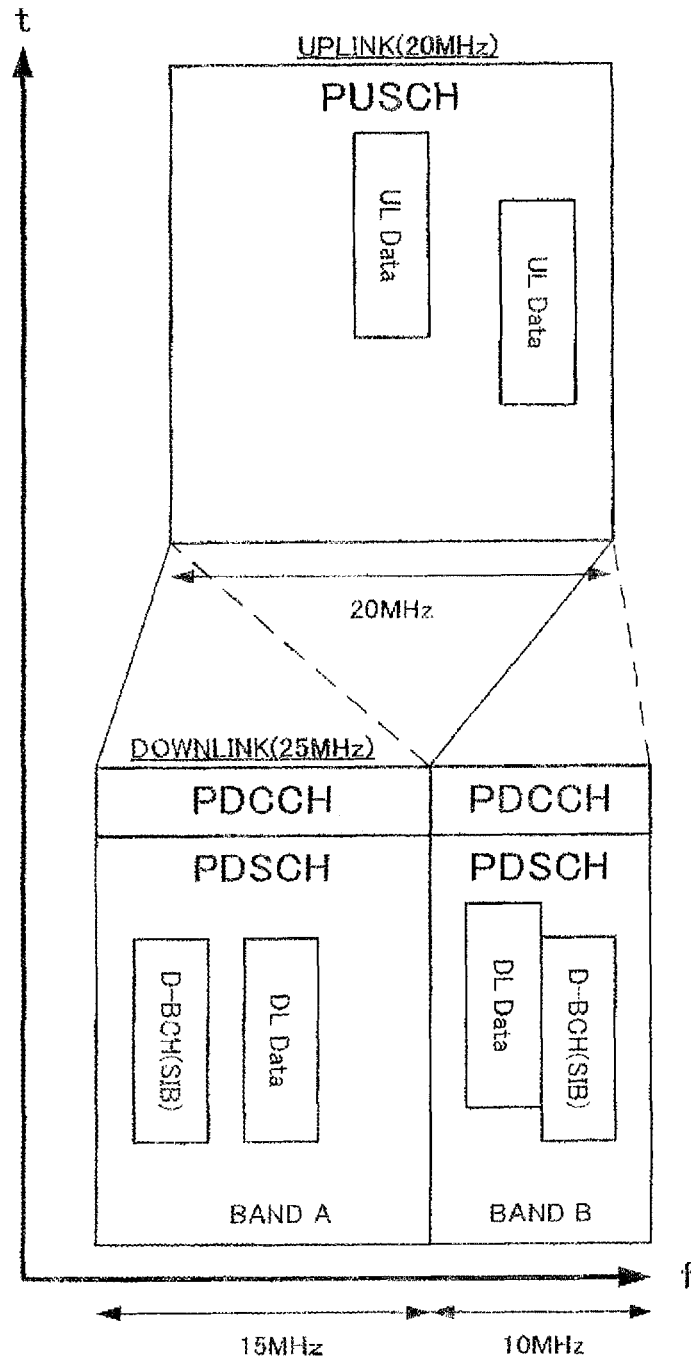 t
UPLINK(20MHz)
PUSCH
UL Data
UL Data
20MHz
DOWNLINK(25MHz)
PDCCH
PDCCH
PDSCH
PDSCH
D-BCH(SIB)
DL Data
DL Data
D-BCH(SIB)
BAND A
BAND B
f
15MHz
10MHz